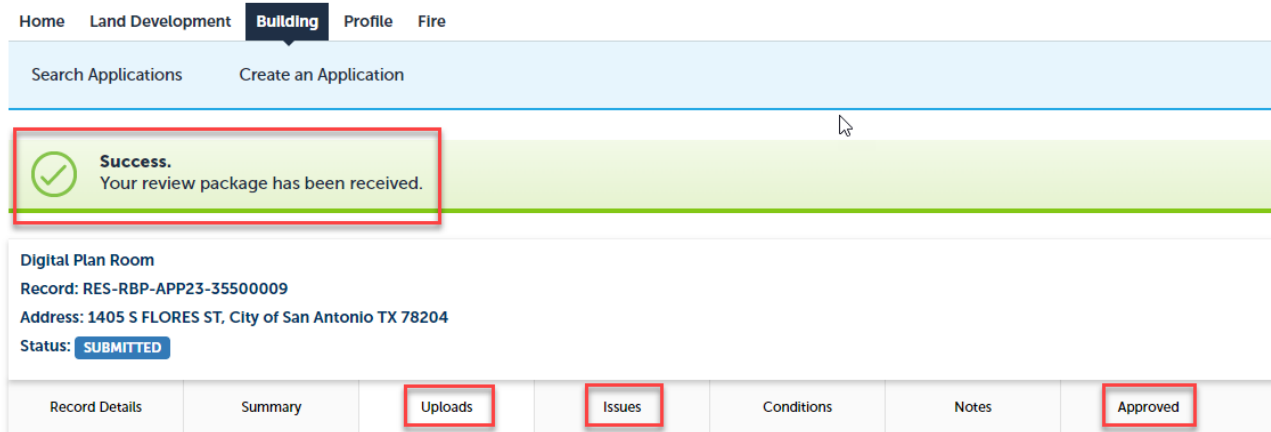 Home Land Development Building Profile Fire
Search Applications Create an Application
Success.
Your review package has been received.
Digital Plan Room
Record: RES-RBP-APP23-35500009
Address: 1405 S FLORES ST, City of San Antonio TX 78204
Status: SUBMITTED
Record Details Summary Uploads Issues Conditions Notes Approved